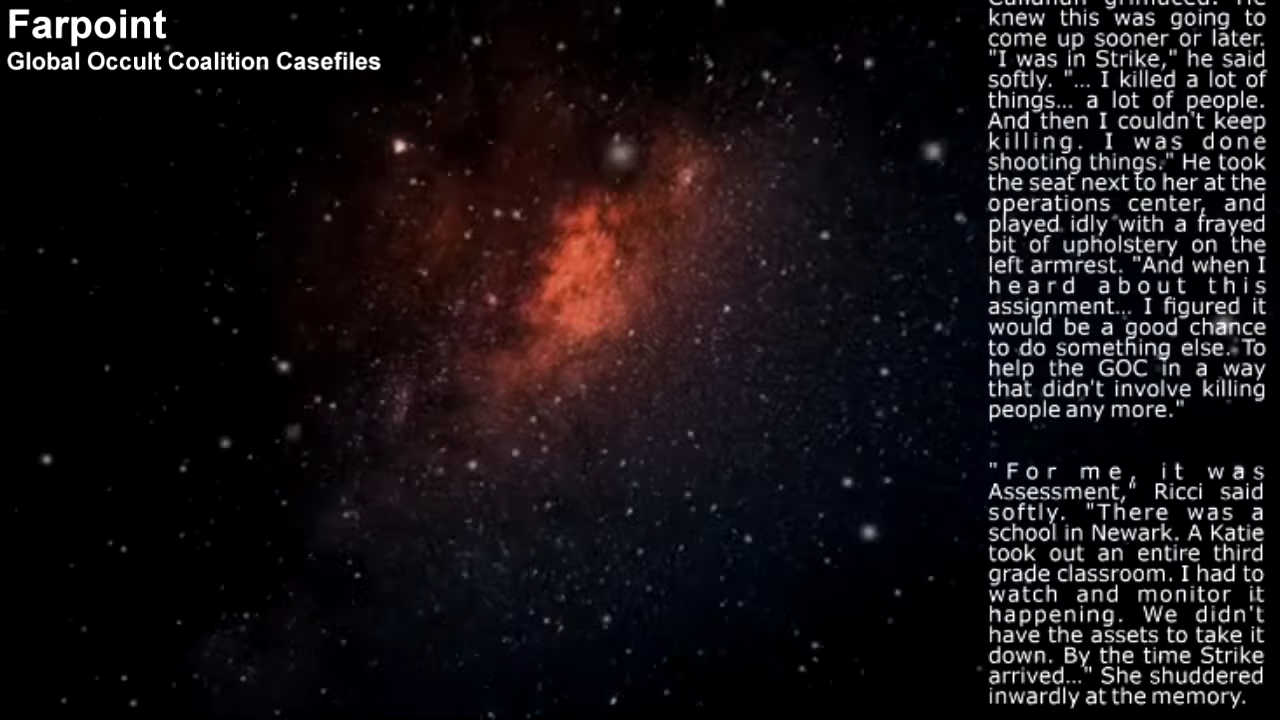 Farpoint
Global Occult Coalition Casefiles
Callahan grimaced. He
knew this was going to
come up sooner or later.
"I was in Strike," he said
softly. "... I killed a lot of
things... a lot of people.
And then I couldn't keep
killing. I was done
shooting things." He took
the seat next to her at the
operations center, and
played idly with a frayed
bit of upholstery on the
left armrest. "And when I
heard about this
assignment... I figured it
would be a good chance
to do something else. To
help the GOC in a way
that didn't involve killing
people any more."
"For me, it was
Assessment," Ricci said
softly. "There was a
school in Newark. A Katie
took out an entire third
grade classroom. I had to
watch and monitor it
happening. We didn't
have the assets to take it
down. By the time Strike
arrived..." She shuddered
inwardly at the memory.